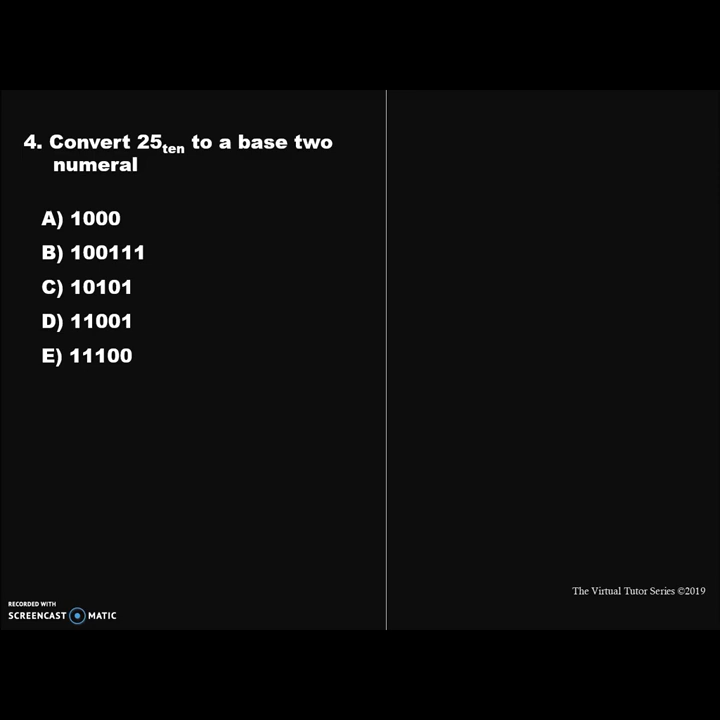 4. Convert 25ten to a base two
numeral
A) 1000
B) 100111
C) 10101
D) 11001
E) 11100
The Virtual Tutor Series ©2019
RECORDED WITH
SCREENCAST MATIC